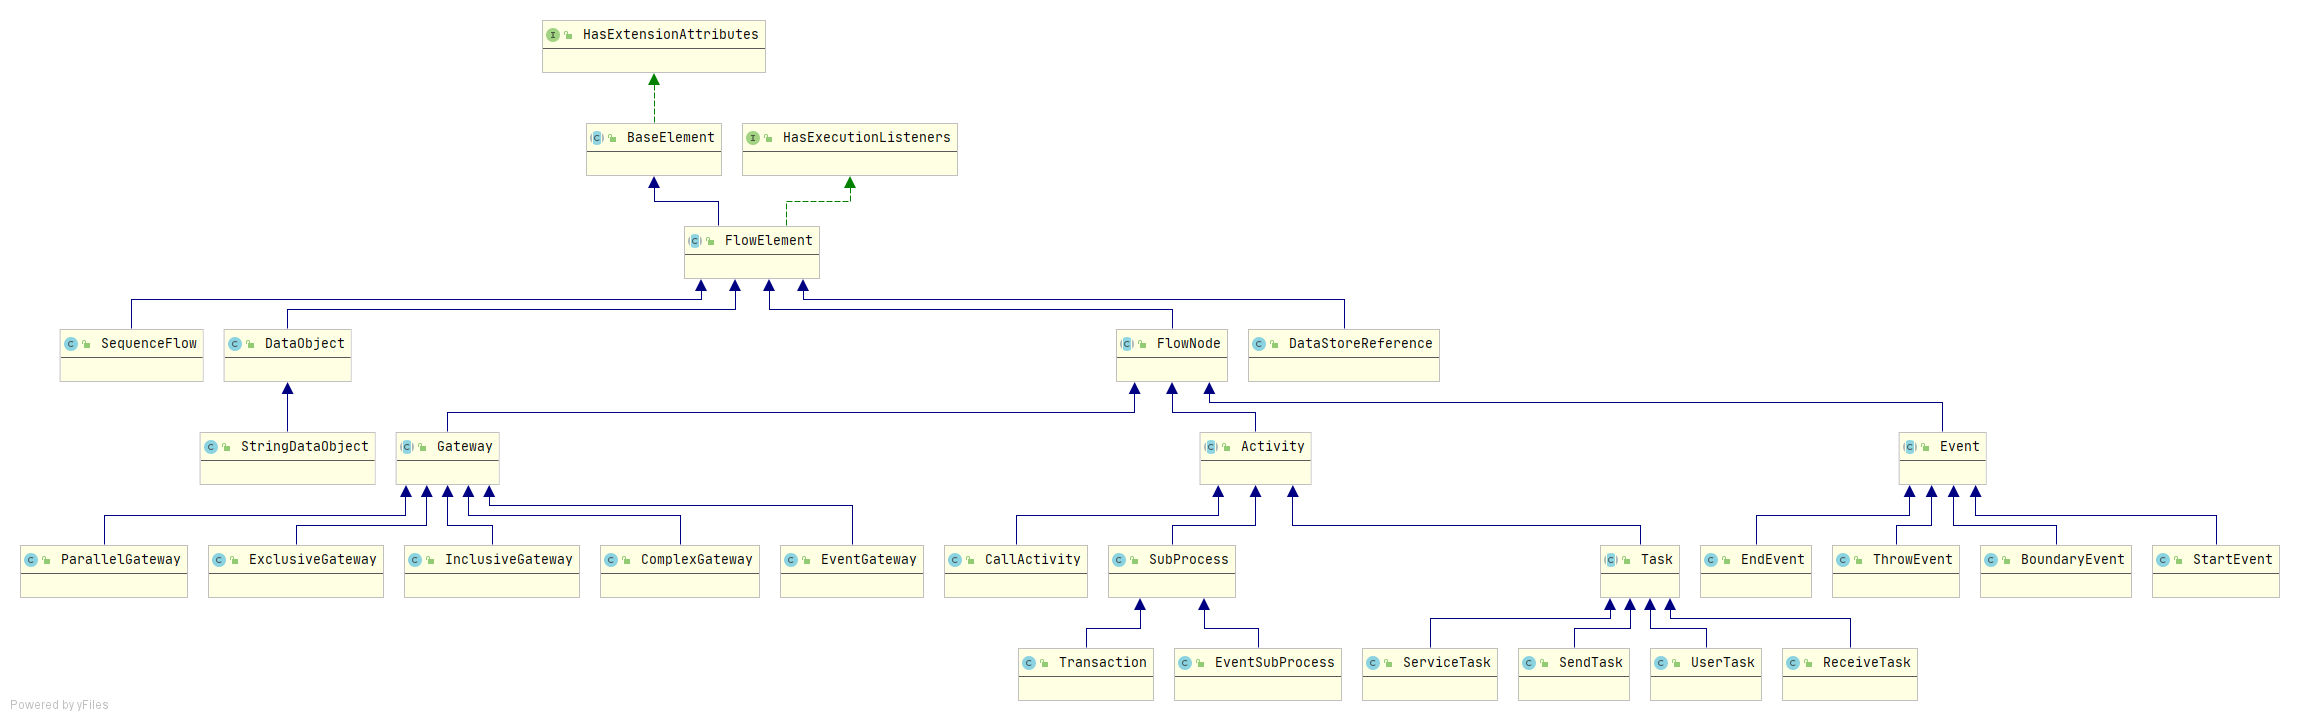 HasExtensionAttributes
BaseElement
HasExecutionListeners
FlowElement
SequenceFlow
DataObject
FlowNode
DataStoreReference
StringDataObject
Gateway
Activity
Event
ParallelGateway
ExclusiveGateway
InclusiveGateway
ComplexGateway
EventGateway
CallActivity
SubProcess
Task
EndEvent
ThrowEvent
BoundaryEvent
StartEvent
Transaction
EventSubProcess
ServiceTask
SendTask
UserTask
ReceiveTask
Powered by yFiles